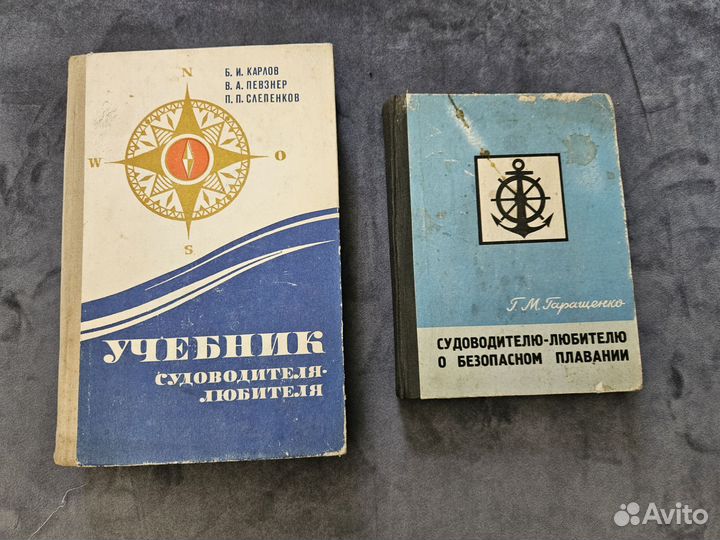 Б. И. КАРЛОВ
В. А. ПЕВЗНЕР
П. П. СЛЕПЕНКОВ
N
W
O
S
УЧЕБНИК
СУДОВОДИТЕЛЯ-
ЛЮБИТЕЛЯ
Г. М. Гаращенко
СУДОВОДИТЕЛЮ-ЛЮБИТЕЛЮ
О БЕЗОПАСНОМ ПЛАВАНИИ
Avito